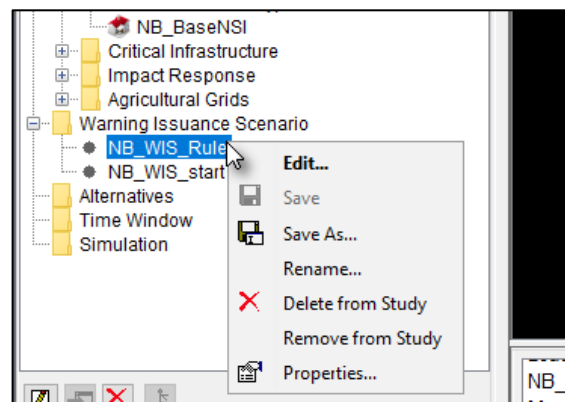 NB_BaseNSI
Critical Infrastructure
Impact Response
Agricultural Grids
Warning Issuance Scenario
NB_WIS_Rule
NB_WIS_start
Alternatives
Time Window
Simulation
Edit...
Save
Save As...
Rename...
Delete from Study
Remove from Study
Properties...
NB_